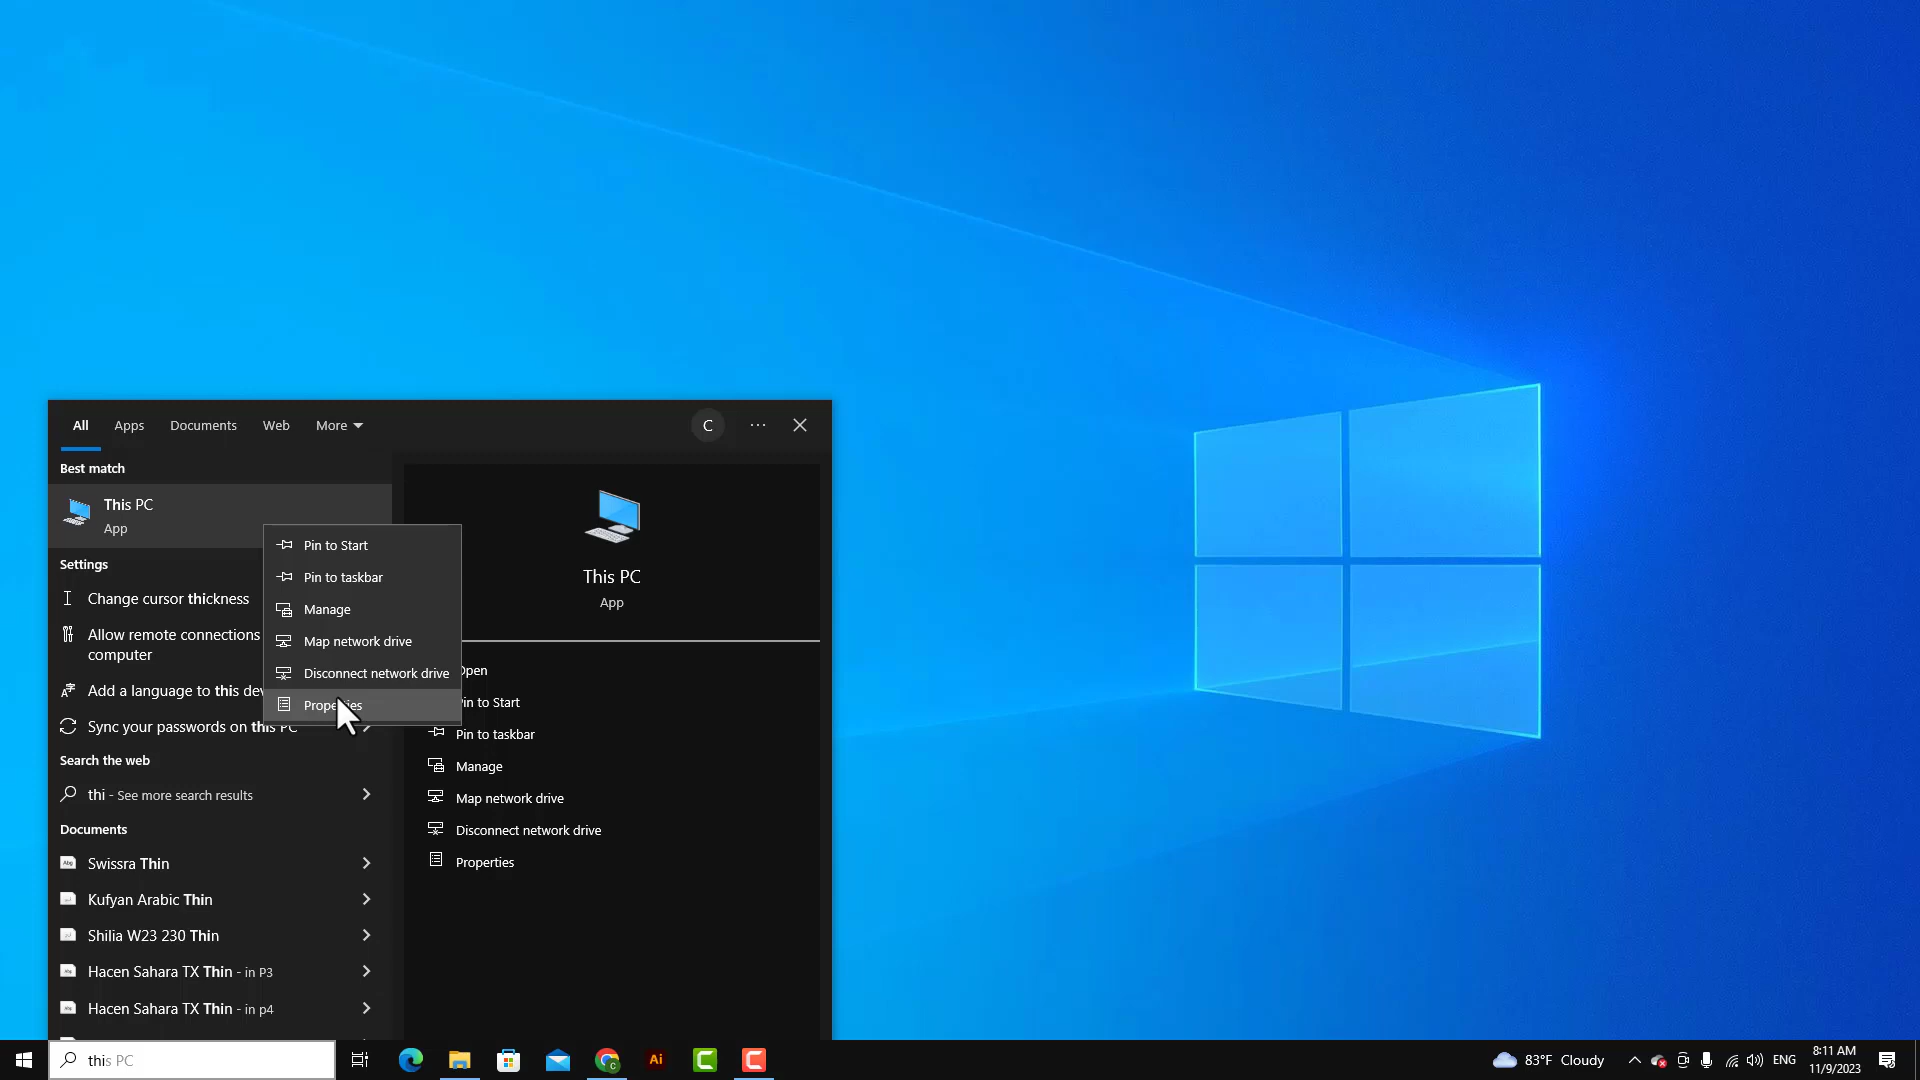 All Apps Documents Web More C ... 
Best match
This PC
App
Pin to Start
Pin to taskbar
Manage
Map network drive
Disconnect network drive
Properties
Settings
Change cursor thickness
Allow remote connections
computer
Add a language to this dev
Sync your passwords on this PC
Search the web
thi - See more search results
Documents
Swissra Thin
Kufyan Arabic Thin
Shilia W23 230 Thin
Hacen Sahara TX Thin - in P3
Hacen Sahara TX Thin - in p4
This PC
App
Open
Pin to Start
Pin to taskbar
Manage
Map network drive
Disconnect network drive
Properties
this PC
Ai
83°F Cloudy
ENG
8:11 AM
11/9/2023